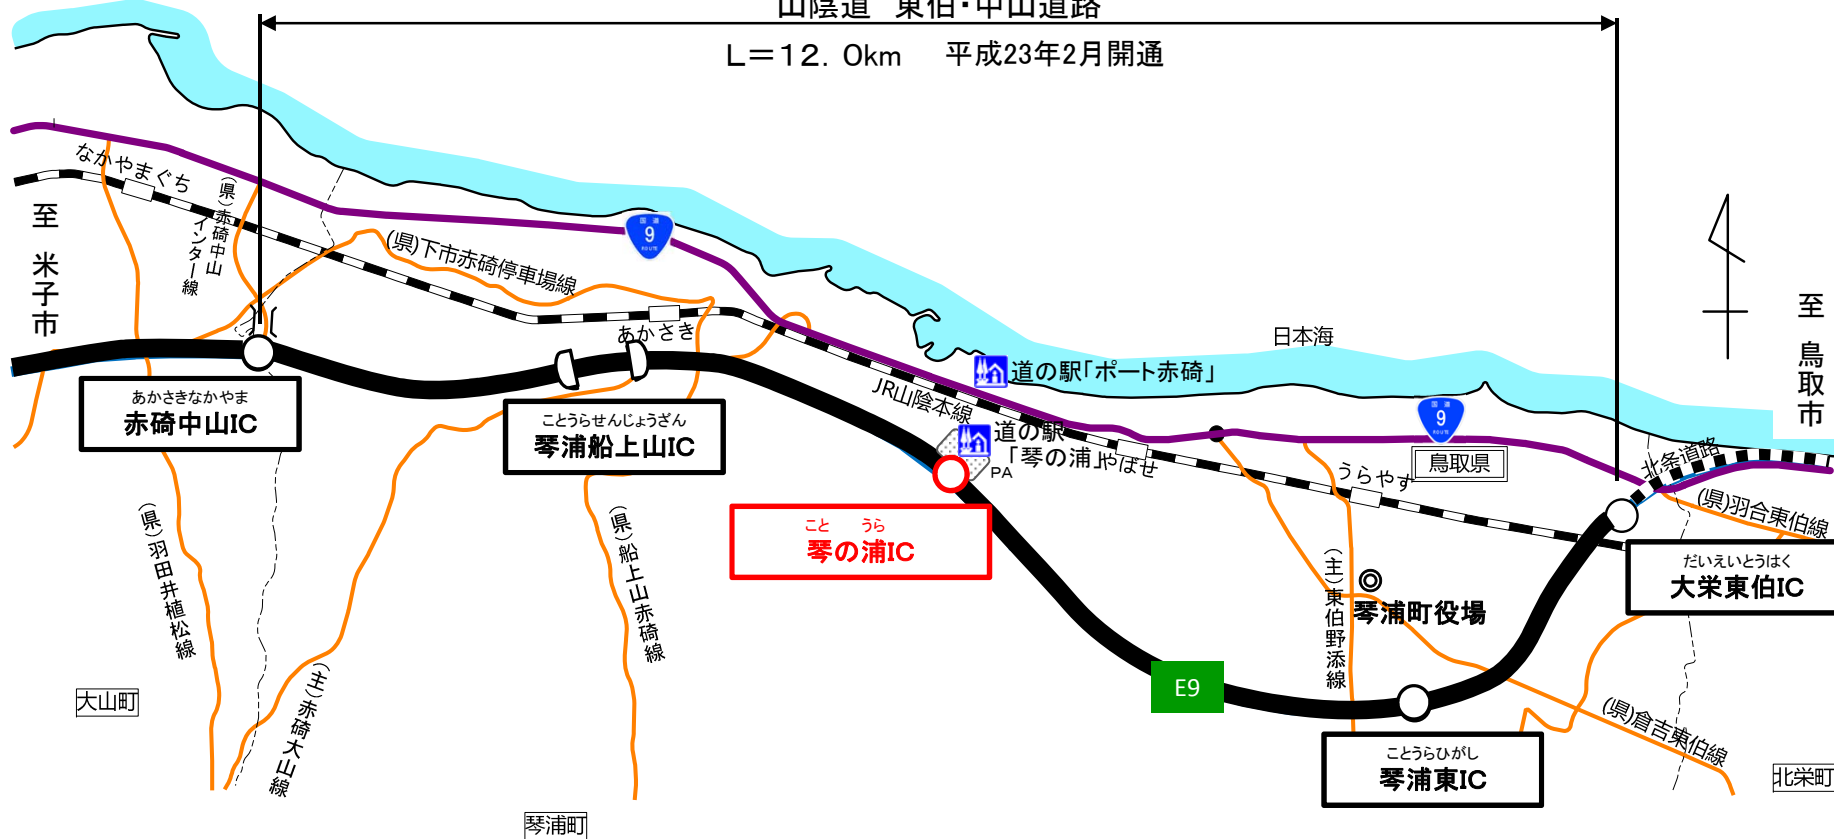 山陰道 東伯・中山道路
L=12.0km 平成23年2月開通
なかやまぐち
(県)赤碕中山
インター線
至 米子市
国道
9
ROUTE
(県)下市赤碕停車場線
あかさき
日本海
至 鳥取市
道の駅「ポート赤碕」
JR山陰本線
あかさきなかやま
赤碕中山IC
ことうらせんじょうざん
琴浦船上山IC
道の駅
「琴の浦」
PA
やばせ
国道
9
ROUTE
鳥取県
うらやす
北条道路
(県)羽合東伯線
こと うら
琴の浦IC
だいえいとうはく
大栄東伯IC
(県)羽田井植松線
(県)船上山赤碕線
(主)東伯野添線
琴浦町役場
(主)赤碕大山線
E9
大山町
(県)倉吉東伯線
ことうらひがし
琴浦東IC
北栄町
琴浦町